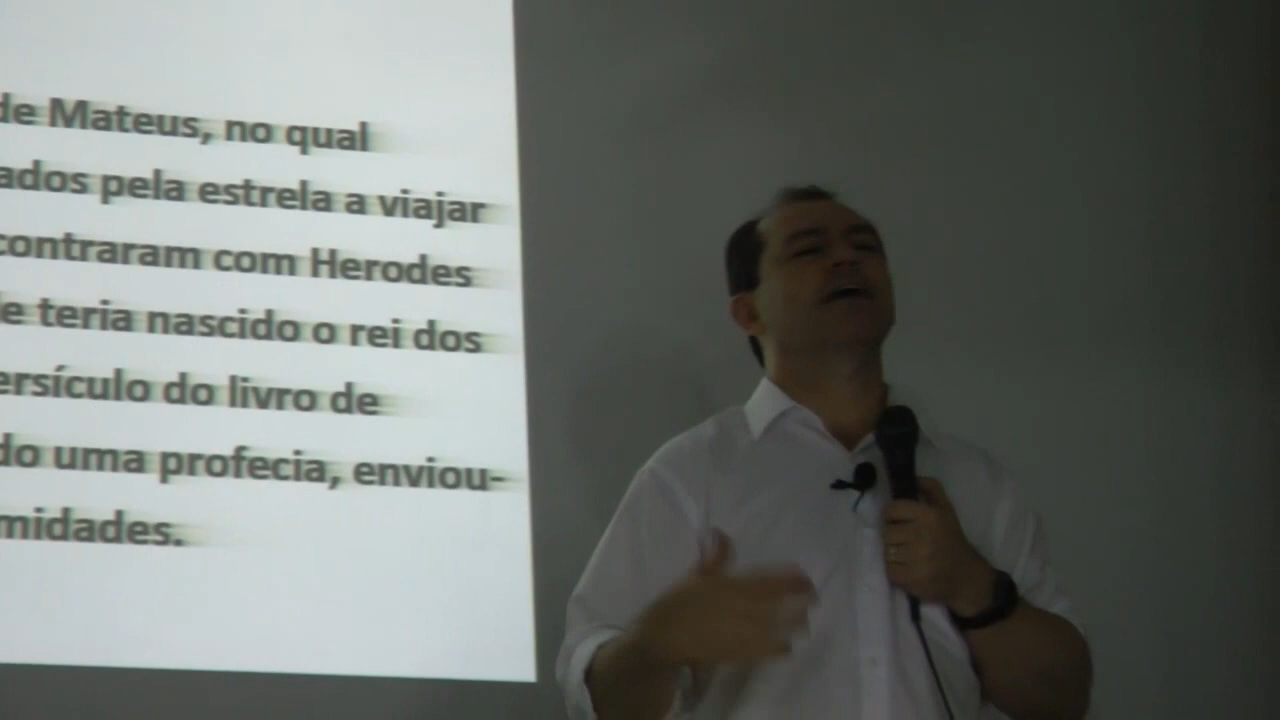 de Mateus, no qual
ados pela estrela a viajar
contraram com Herodes
e teria nascido o rei dos
ersículo do livro de
do uma profecia, enviou-
midades.